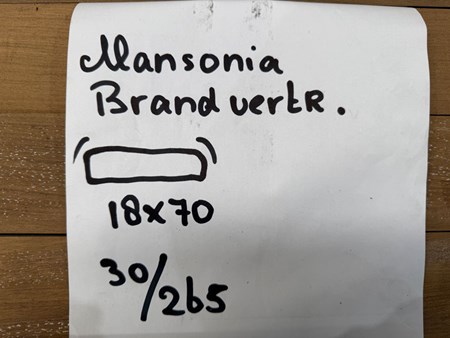 Mansonia
Brandvertr.
18x70
30/265